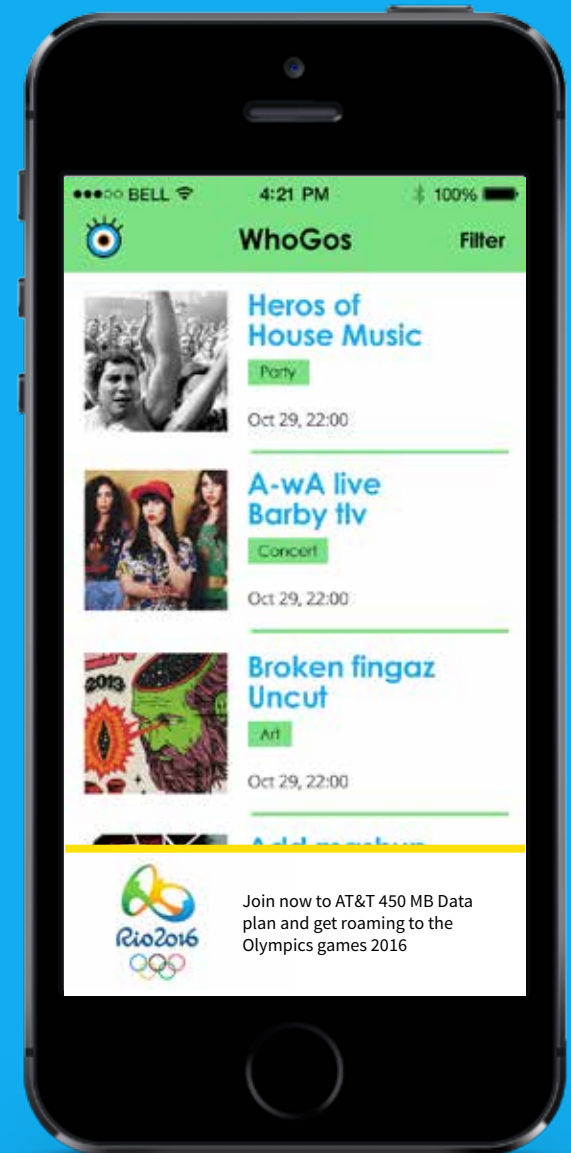 BELL 4:21 PM 100%
WhoGos Filter
Heros of
House Music
Party
Oct 29, 22:00
A-wA live
Barby tlv
Concert
Oct 29, 22:00
2013
Broken fingaz
Uncut
Art
Oct 29, 22:00
Add mashup
Rio2016
Join now to AT&T 450 MB Data
plan and get roaming to the
Olympics games 2016